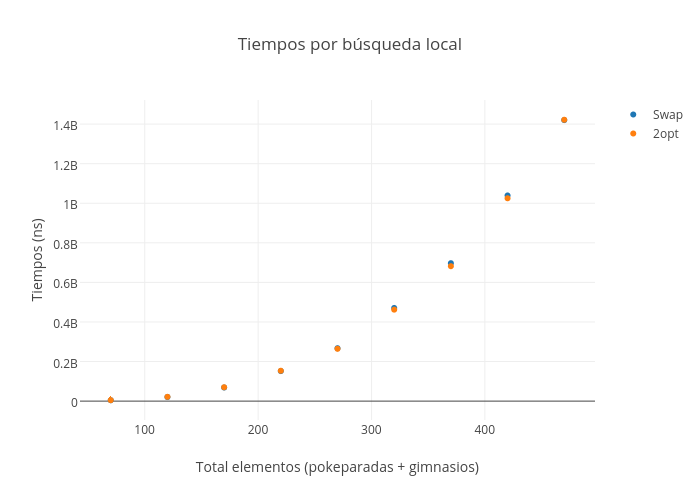 Tiempos por búsqueda local
Swap
2opt
1.4B
1.2B
1B
0.8B
0.6B
0.4B
0.2B
0
Tiempos (ns)
100 200 300 400
Total elementos (pokeparadas + gimnasios)